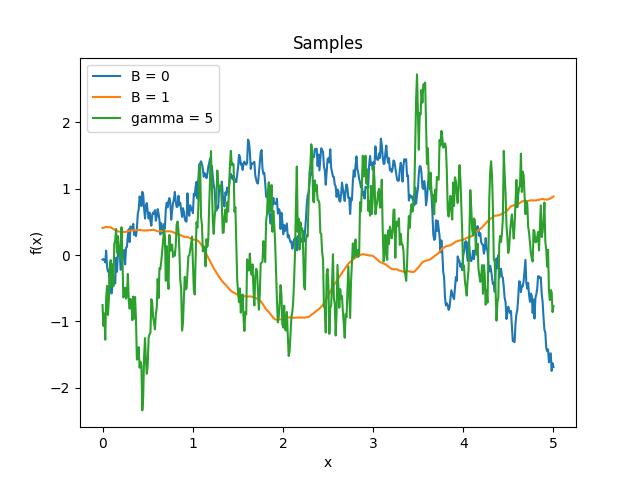 Samples
B = 0
B = 1
gamma = 5
f(x)
2
1
0
−1
−2
0 1 2 3 4 5
x